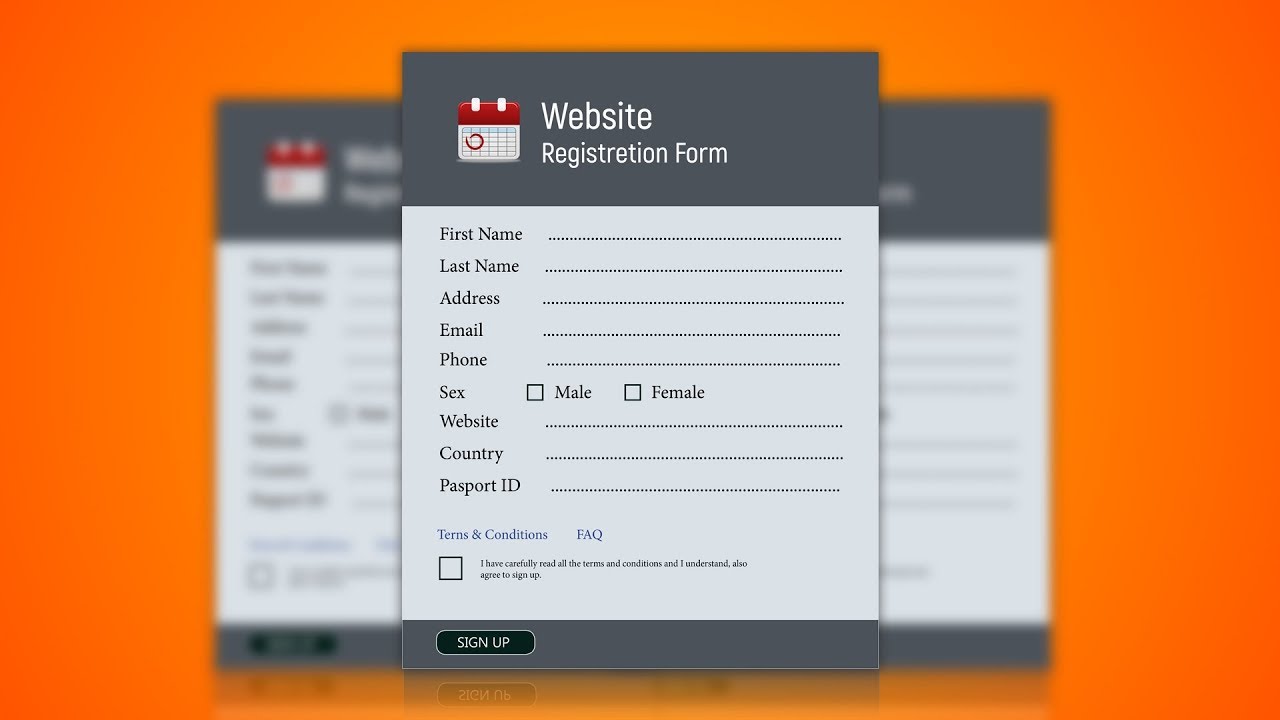 Website
Registretion Form
First Name ........................................................................
Last Name ........................................................................
Address ........................................................................
Email ........................................................................
Phone ........................................................................
Sex Male Female
Website ........................................................................
Country ........................................................................
Pasport ID ........................................................................
Terns & Conditions FAQ
I have carefully read all the terms and conditions and I understand, also
agree to sign up.
SIGN UP